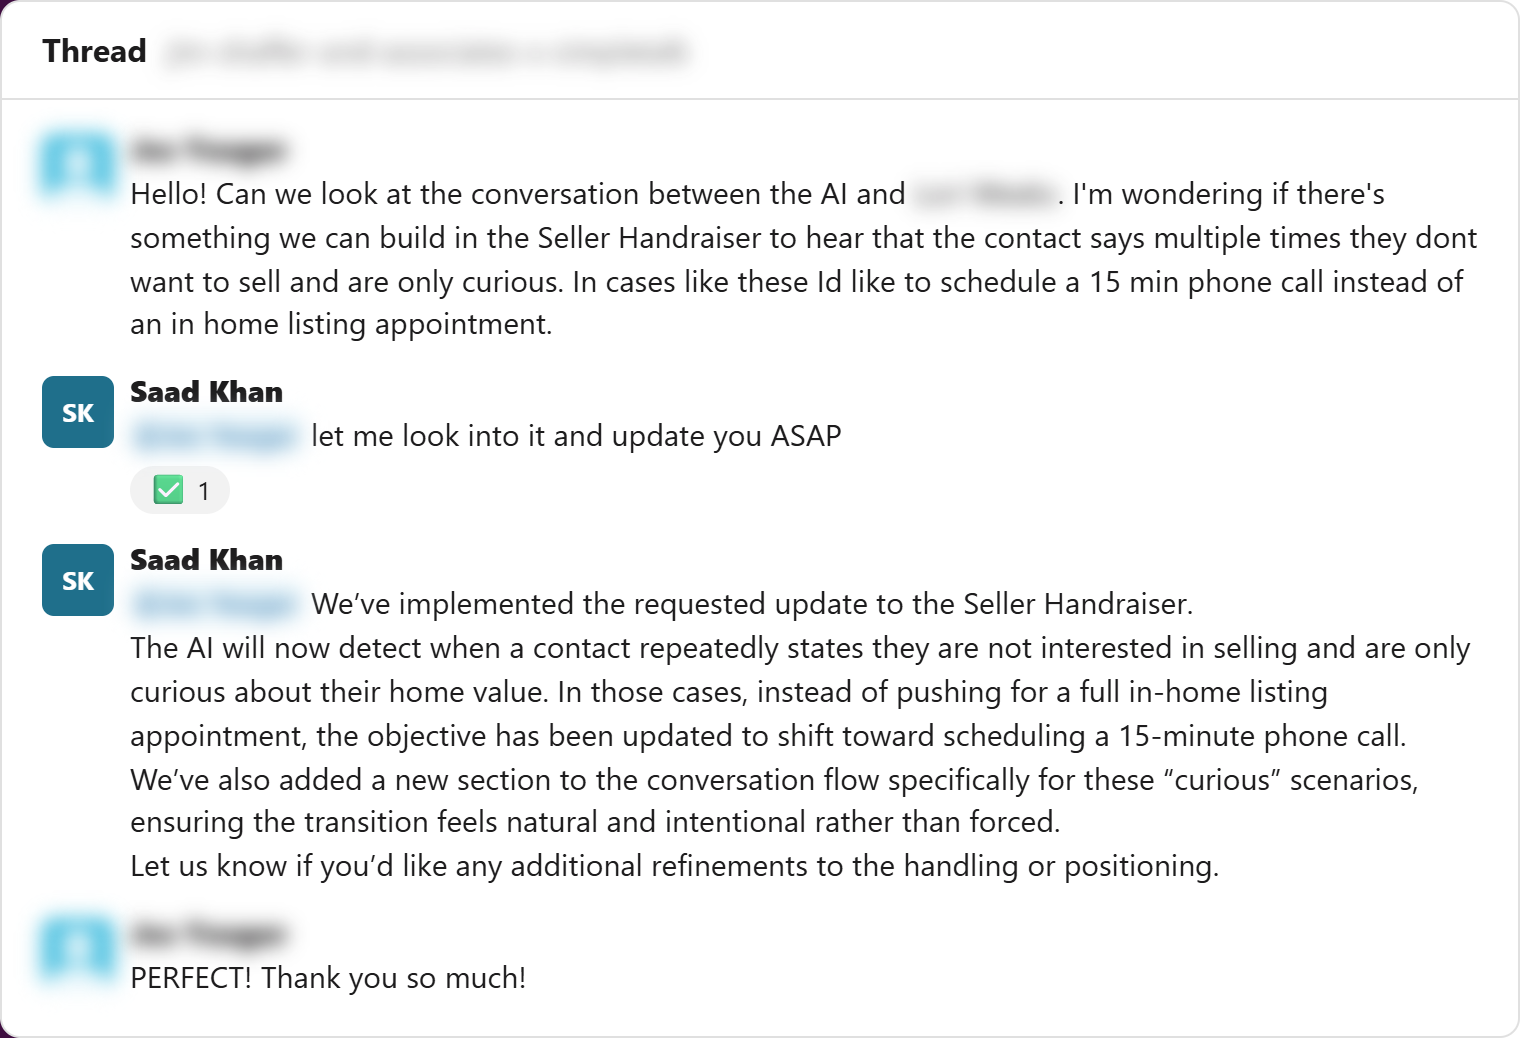 Thread
Hello! Can we look at the conversation between the AI and . I'm wondering if there's
something we can build in the Seller Handraiser to hear that the contact says multiple times they dont
want to sell and are only curious. In cases like these Id like to schedule a 15 min phone call instead of
an in home listing appointment.
SK
Saad Khan
let me look into it and update you ASAP
1
SK
Saad Khan
We’ve implemented the requested update to the Seller Handraiser.
The AI will now detect when a contact repeatedly states they are not interested in selling and are only
curious about their home value. In those cases, instead of pushing for a full in-home listing
appointment, the objective has been updated to shift toward scheduling a 15-minute phone call.
We’ve also added a new section to the conversation flow specifically for these “curious” scenarios,
ensuring the transition feels natural and intentional rather than forced.
Let us know if you’d like any additional refinements to the handling or positioning.
PERFECT! Thank you so much!